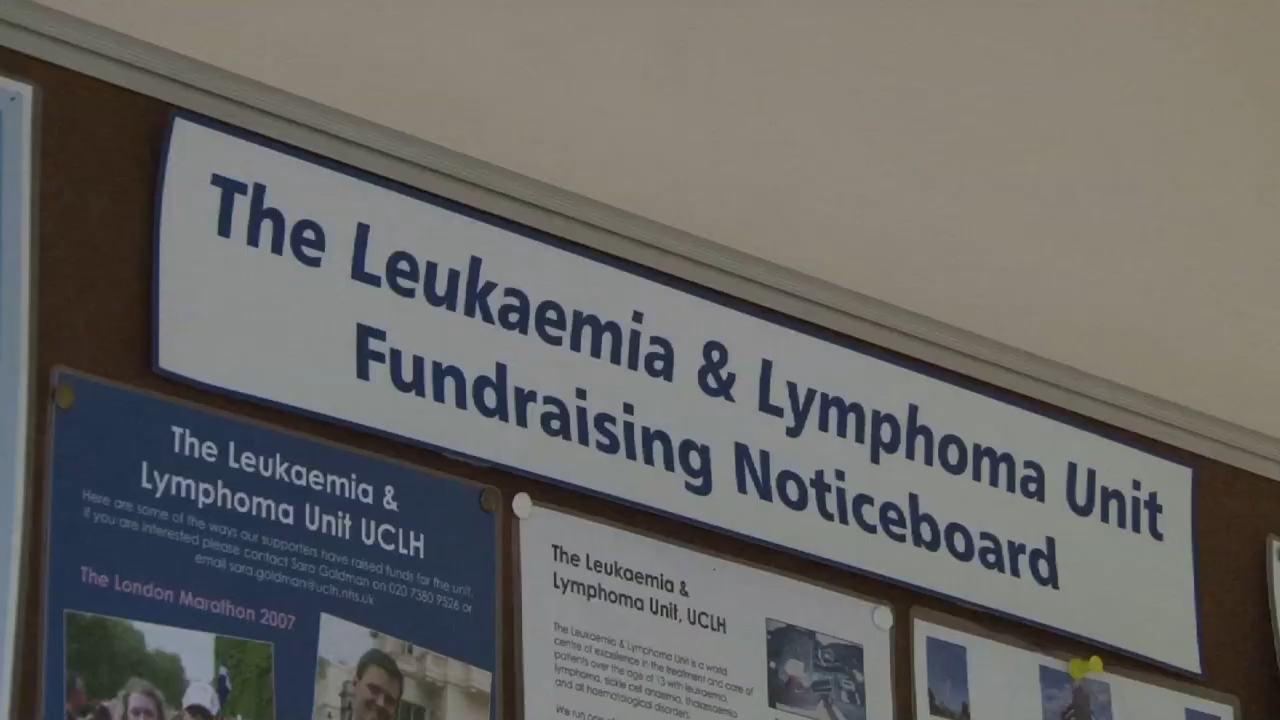 The Leukaemia & Lymphoma Unit
Fundraising Noticeboard
The Leukaemia &
Lymphoma Unit UCLH
Here are some of the ways our supporters have raised funds for the unit.
If you are interested please contact Sara Goldman on 020 7380 9526 or
email sara.goldman@uclh.nhs.uk
The London Marathon 2007
The Leukaemia &
Lymphoma Unit, UCLH
The Leukaemia & Lymphoma Unit is a world
centre of excellence in the treatment and care of
patients over the age of 13 with leukaemia,
lymphoma, sickle cell anaemia, thalassaemia
and all haematological disorders.
We run one of